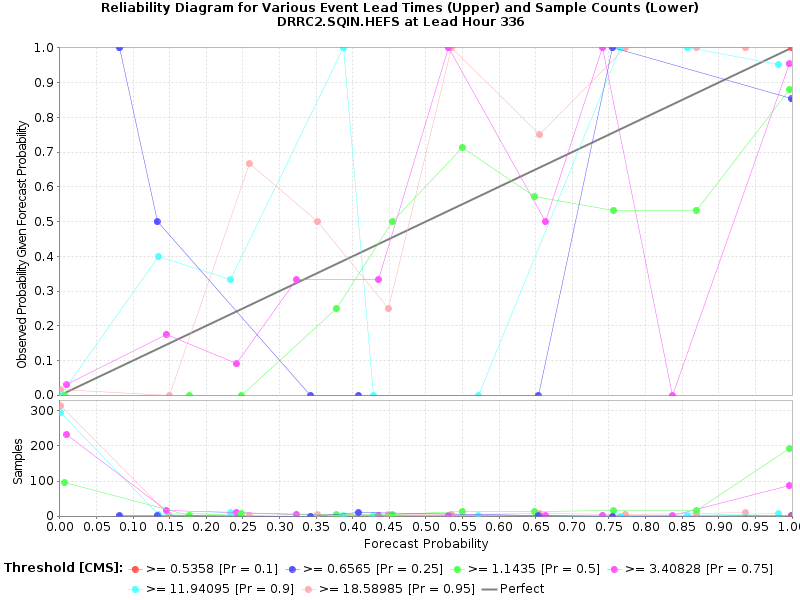 Reliability Diagram for Various Event Lead Times (Upper) and Sample Counts (Lower)
DRRC2.SQIN.HEFS at Lead Hour 336
Observed Probability Given Forecast Probability
1.0
0.9
0.8
0.7
0.6
0.5
0.4
0.3
0.2
0.1
0.0
Samples
300
200
100
0
0.00 0.05 0.10 0.15 0.20 0.25 0.30 0.35 0.40 0.45 0.50 0.55 0.60 0.65 0.70 0.75 0.80 0.85 0.90 0.95 1.0
Forecast Probability
Threshold [CMS]: >= 0.5358 [Pr = 0.1] >= 0.6565 [Pr = 0.25] >= 1.1435 [Pr = 0.5] >= 3.40828 [Pr = 0.75]
>= 11.94095 [Pr = 0.9] >= 18.58985 [Pr = 0.95] Perfect